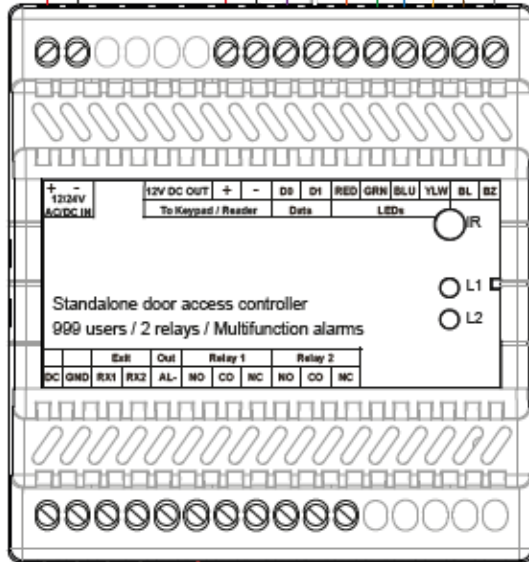 + - 12V DC OUT + - D0 D1 RED GRN BLU YLW BL BZ
12/24V
AC/DC IN To Keypad / Reader Data LEDs
IR
L1
L2
Standalone door access controller
999 users / 2 relays / Multifunction alarms
Exit Out Relay 1 Relay 2
DC GND RX1 RX2 AL- NO CO NC NO CO NC